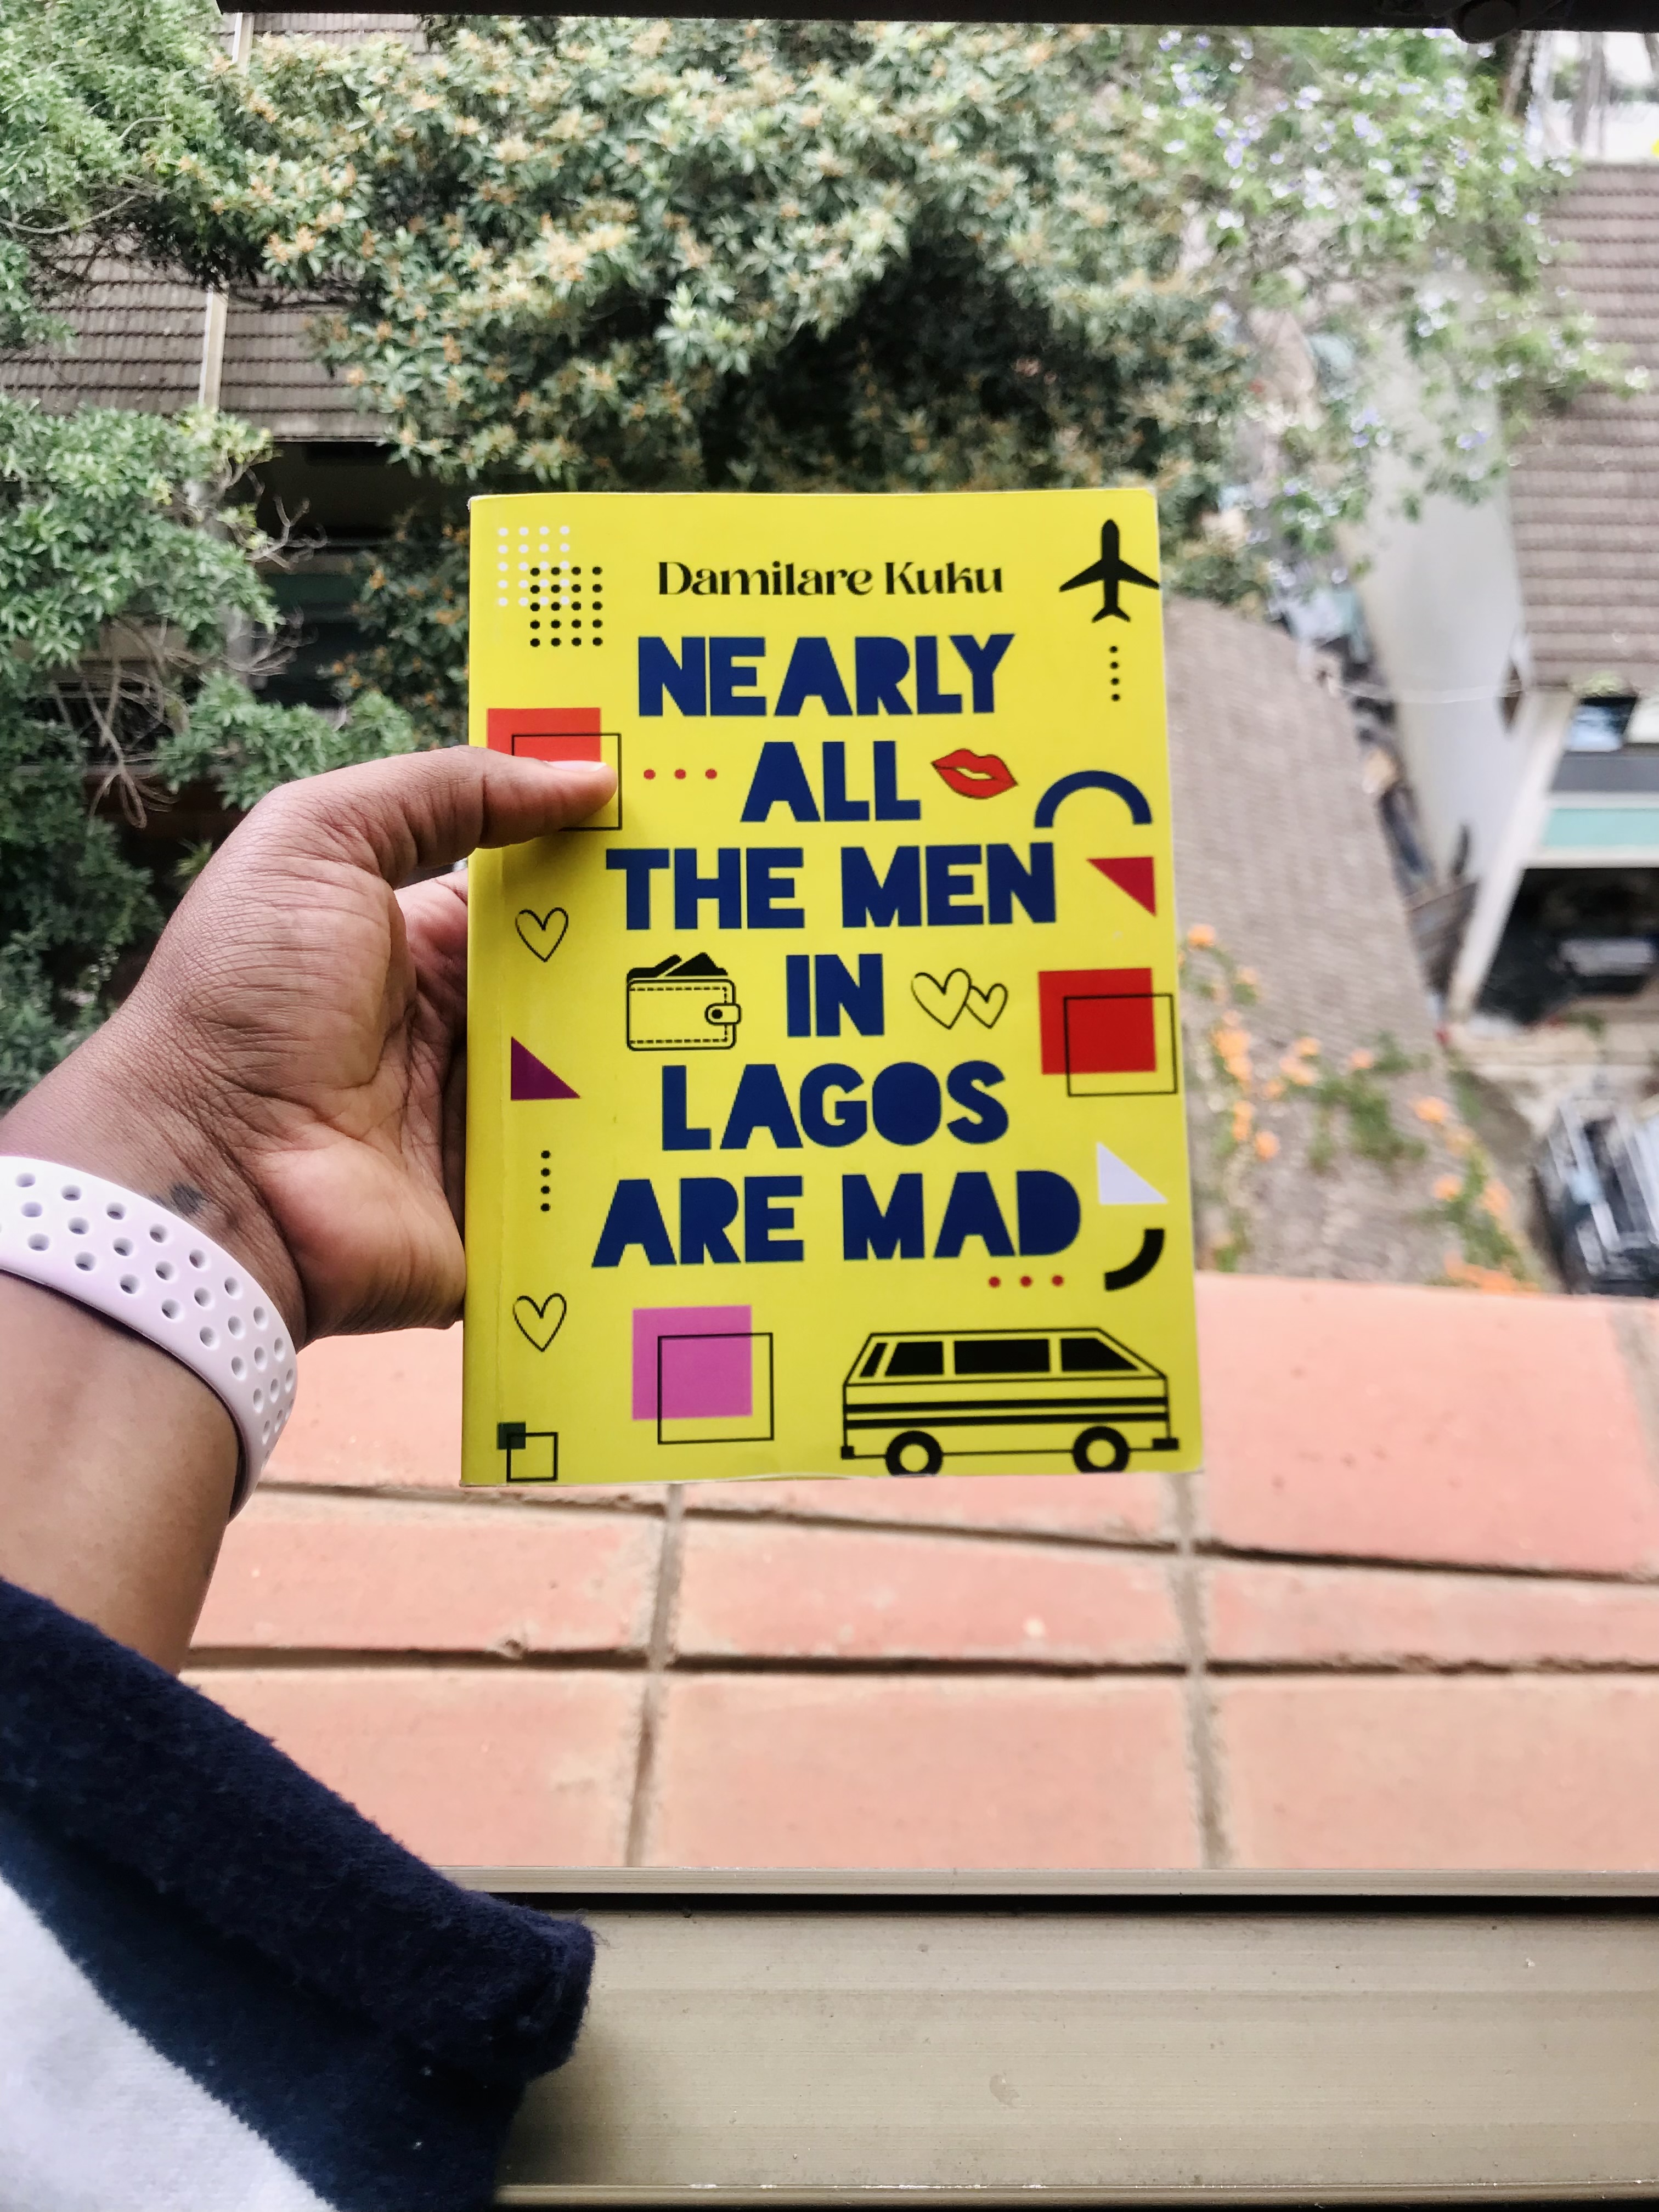 Damilare Kuku
NEARLY
ALL
THE MEN
IN
LAGOS
ARE MAD